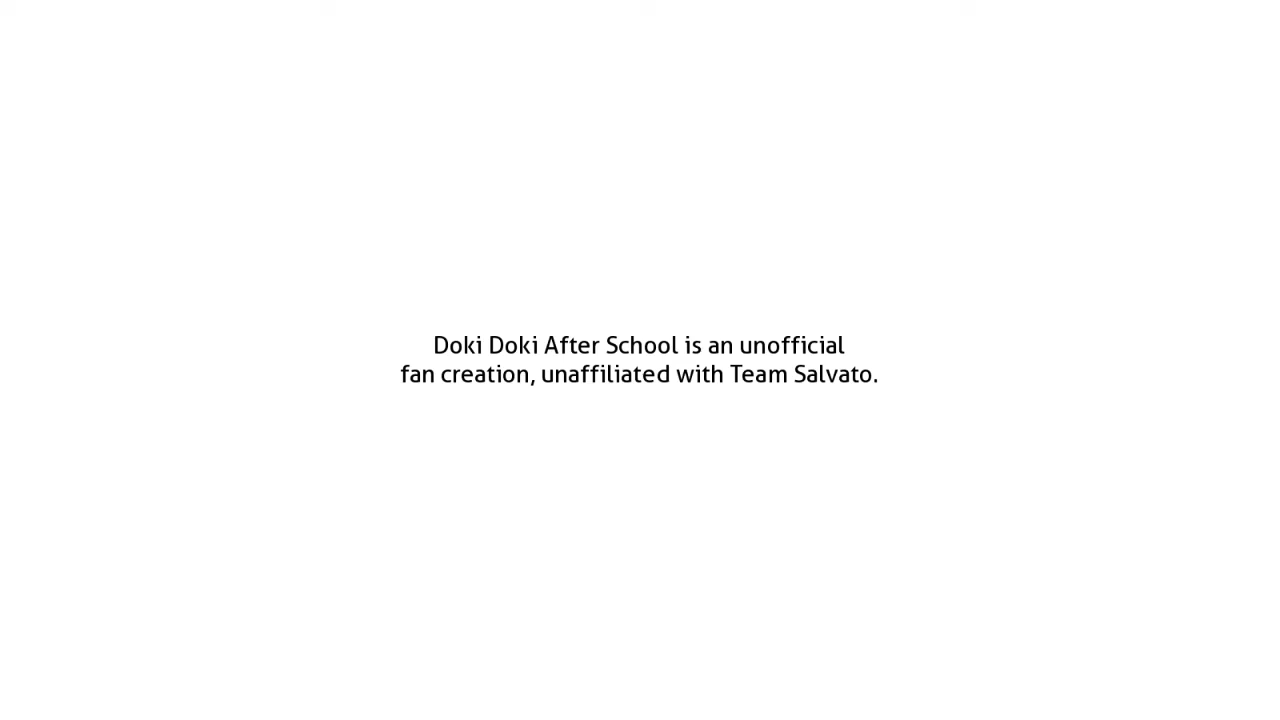 Doki Doki After School is an unofficial
fan creation, unaffiliated with Team Salvato.